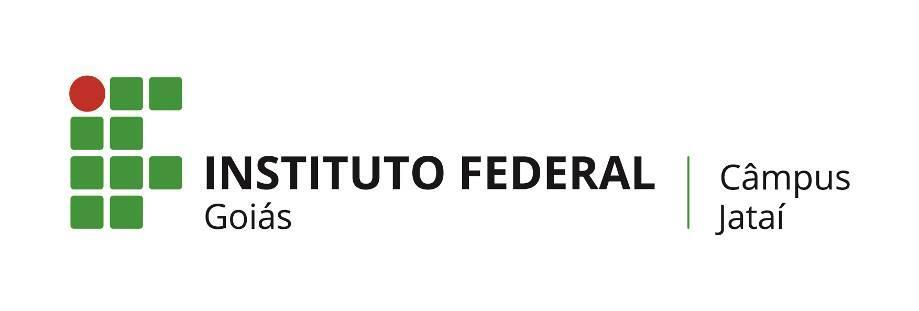 INSTITUTO FEDERAL
Goiás
Câmpus
Jataí